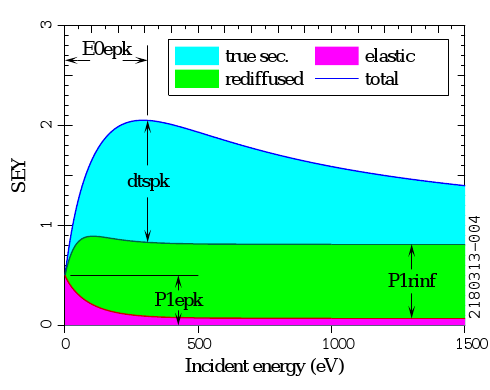 3
E0epk
true sec. elastic
rediffused total
2
dtspk
SEY
1
P1rinf
P1epk
2180313-004
0
0 500 1000 1500
Incident energy (eV)